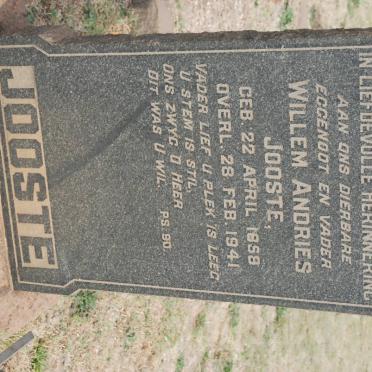 IN LIEFDEVOLLE HERINNERING
AAN ONS DIERBARE
EGGENOOT EN VADER
WILLEM ANDRIES
JOOSTE,
GEB 22 APRIL 1858
OVERL. 28 FEB. 1941
VADER LIEF U PLEK IS LEEG
U STEM IS STIL,
ONS ZWYG O HEER
DIT WAS U WIL. PS. 90.
JOOSTE